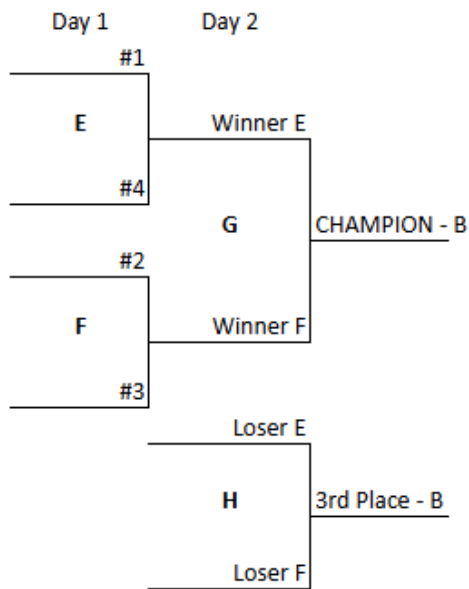 Day 1 Day 2
#1
E Winner E
#4
G CHAMPION - B
#2
F Winner F
#3
Loser E
H 3rd Place - B
Loser F